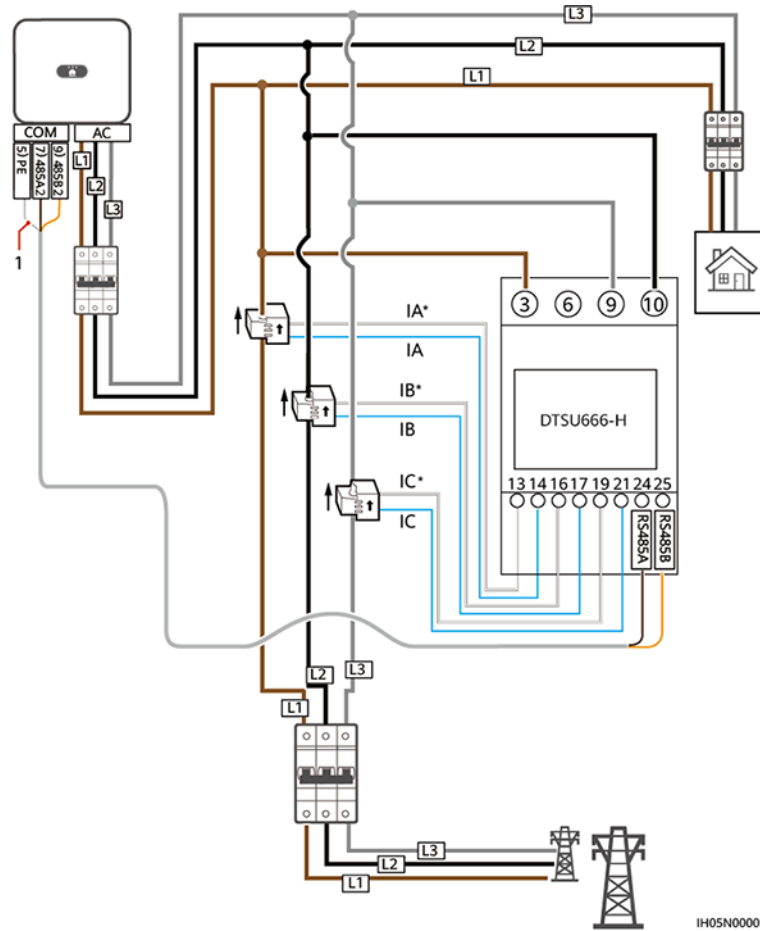 L3
L2
L1
COM
AC
5) PE
7) 485A2
9) 485B2
L1
L2
L3
1
3
6
9
10
IA*
IA
IB*
IB
DTSU666-H
IC*
IC
13 14 16 17 19 21 24 25
RS485A
RS485B
L3
L2
L1
L3
L2
L1
IH05N0000